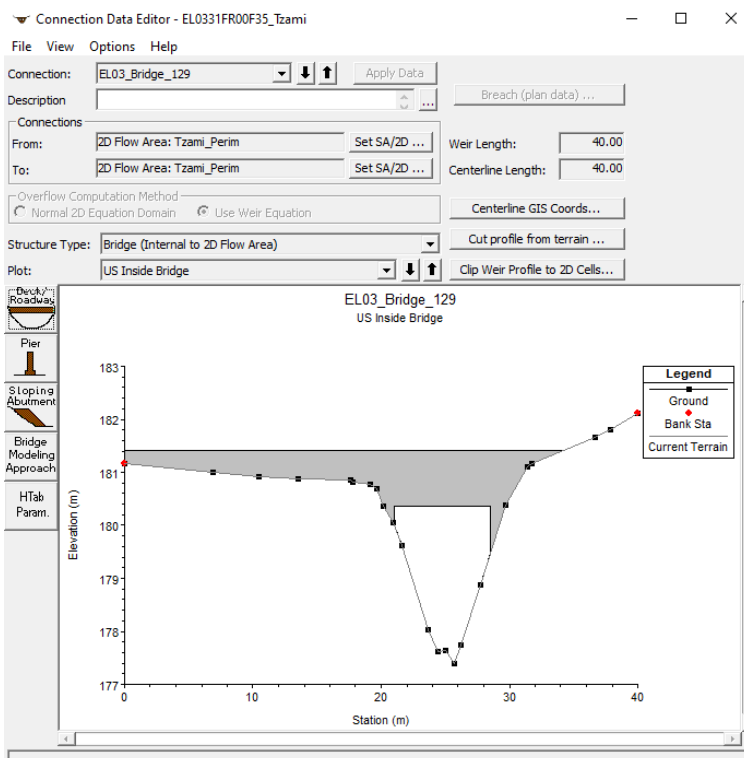 Connection Data Editor - EL0331FR00F35_Tzami
File View Options Help
Connection: EL03_Bridge_129 Apply Data
Description ... Breach (plan data) ...
Connections
From: 2D Flow Area: Tzami_Perim Set SA/2D ... Weir Length: 40.00
To: 2D Flow Area: Tzami_Perim Set SA/2D ... Centerline Length: 40.00
Overflow Computation Method
Normal 2D Equation Domain Use Weir Equation Centerline GIS Coords...
Structure Type: Bridge (Internal to 2D Flow Area) Cut profile from terrain ...
Plot: US Inside Bridge Clip Weir Profile to 2D Cells...
Deck/
Roadway
Pier
Sloping
Abutment
Bridge
Modeling
Approach
HTab
Param.
EL03_Bridge_129
US Inside Bridge
183
182
181
180
179
178
177
Elevation (m)
0 10 20 30 40
Station (m)
Legend
Ground
Bank Sta
Current Terrain